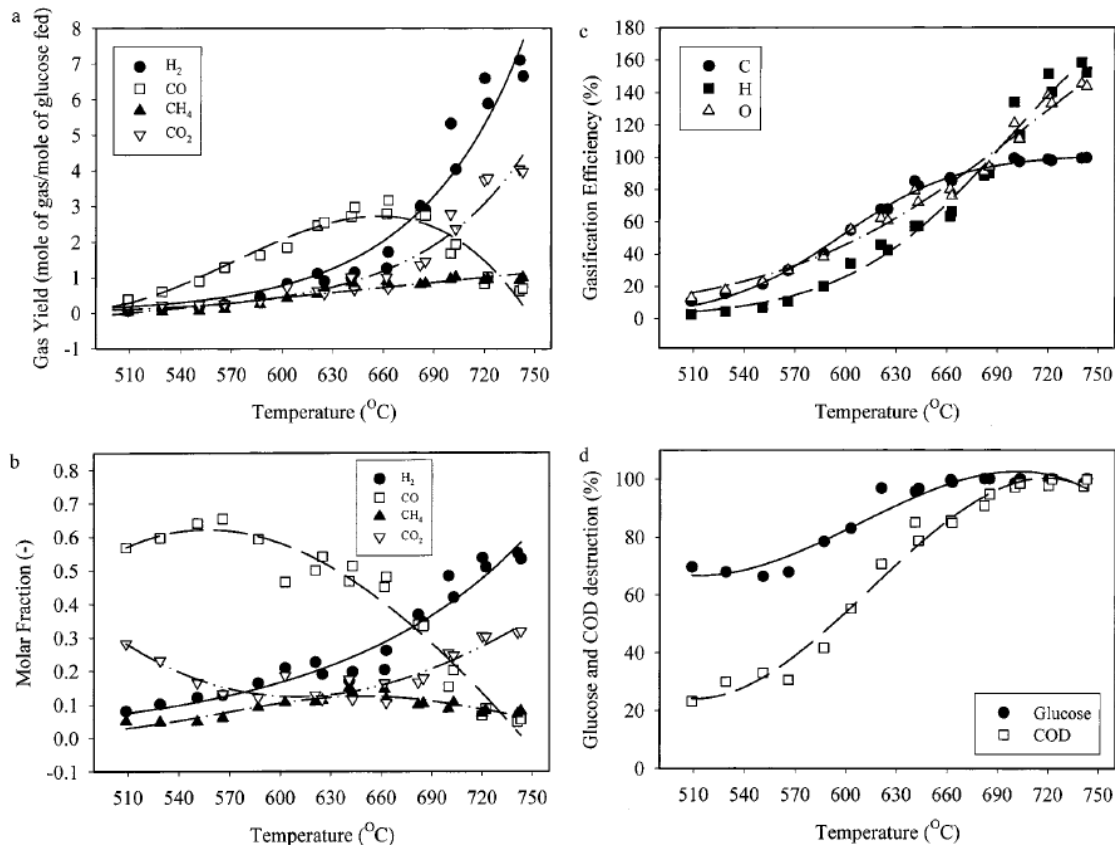 a
Gas Yield (mole of gas/mole of glucose fed)
8
7
6
5
4
3
2
1
0
-1
H2
CO
CH4
CO2
510 540 570 600 630 660 690 720 750
Temperature (OC)
b
Molar Fraction (-)
0.8
0.7
0.6
0.5
0.4
0.3
0.2
0.1
0.0
-0.1
H2
CO
CH4
CO2
510 540 570 600 630 660 690 720 750
Temperature (OC)
c
Gasification Efficiency (%)
180
160
140
120
100
80
60
40
20
0
C
H
O
510 540 570 600 630 660 690 720 750
Temperature (OC)
d
Glucose and COD destruction (%)
100
80
60
40
20
0
Glucose
COD
510 540 570 600 630 660 690 720 750
Temperature (OC)